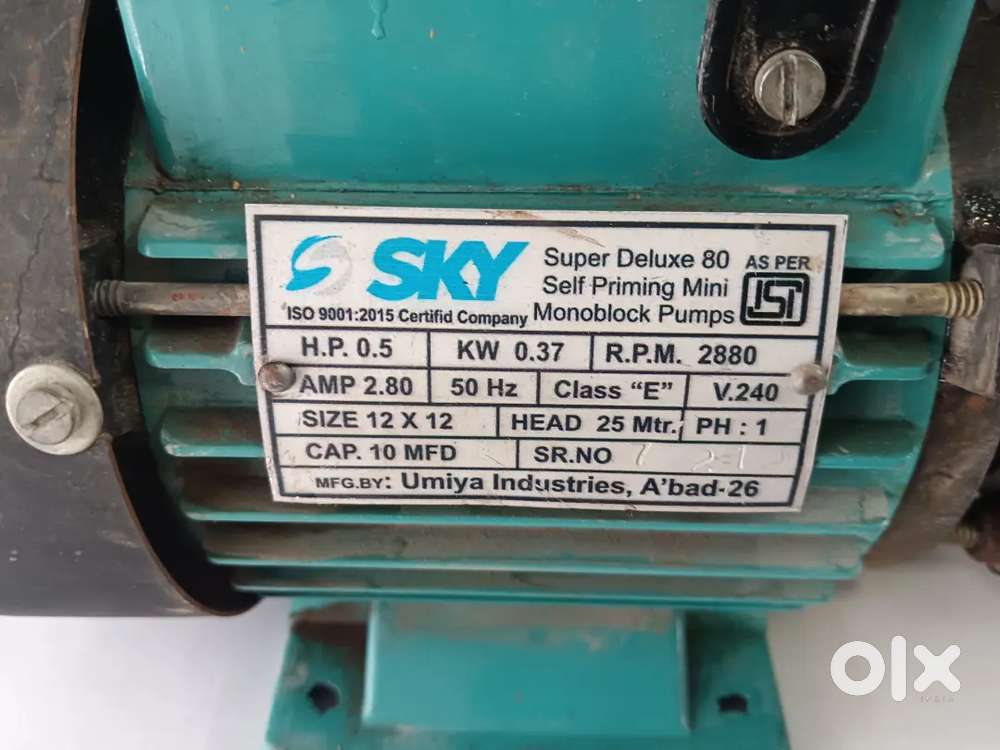 SKY
Super Deluxe 80
Self Priming Mini
Monoblock Pumps
AS PER
ISI
ISO 9001:2015 Certifid Company
H.P. 0.5 KW 0.37 R.P.M. 2880
AMP 2.80 50 Hz Class “E” V.240
SIZE 12 X 12 HEAD 25 Mtr. PH : 1
CAP. 10 MFD SR.NO
MFG.BY: Umiya Industries, A'bad-26
olx